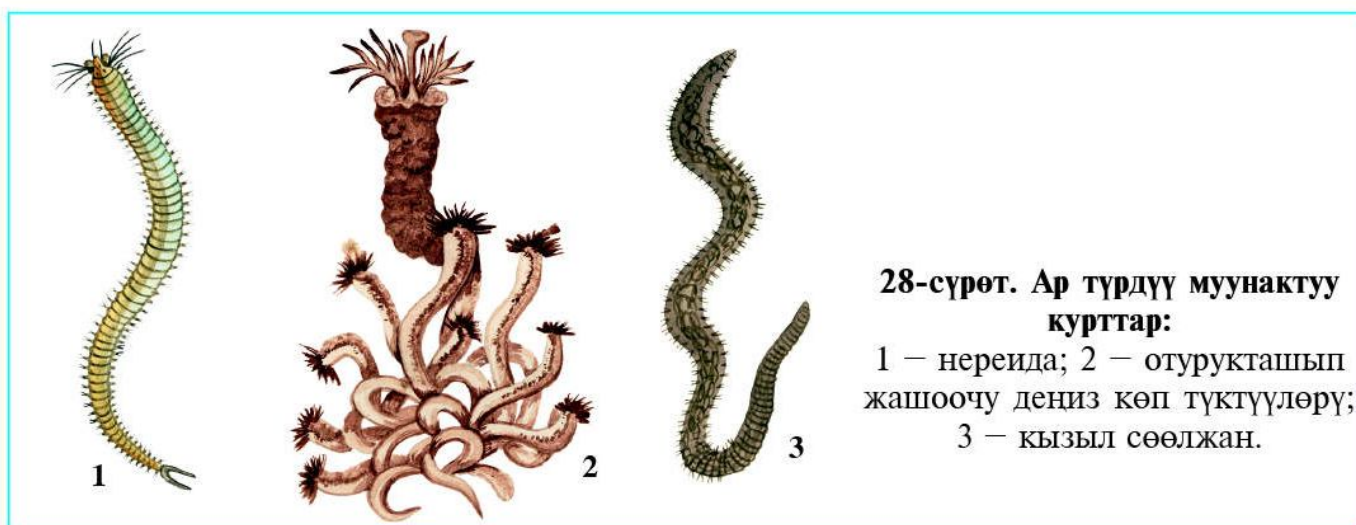 1
2
3
28-сүрөт. Ар түрдүү муунактуу
курттар:
1 — нереида; 2 — отурукташып
жашоочу деңиз көп түктүүлөрү;
3 — кызыл сөөлжан.